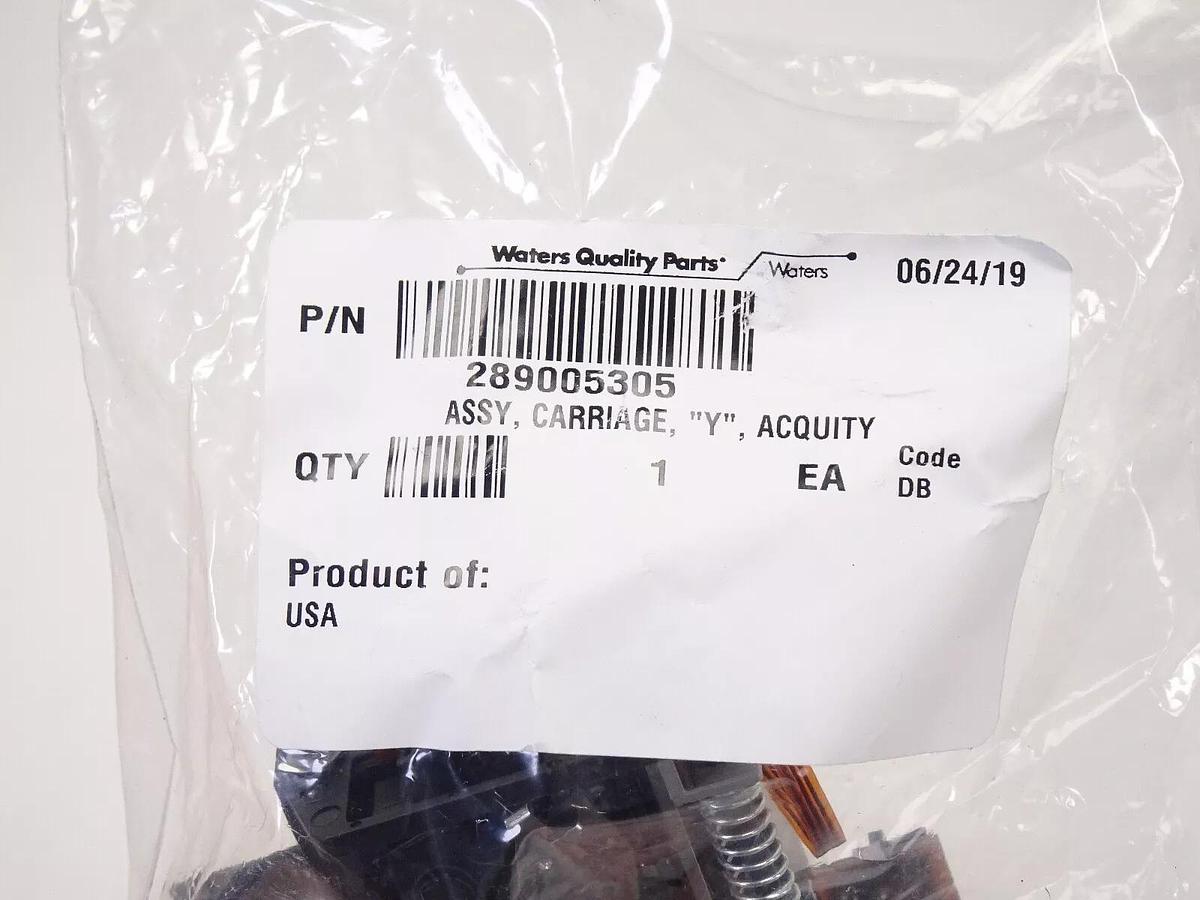 Waters Quality Parts
Waters
06/24/19
P/N
289005305
ASSY, CARRIAGE, "Y", ACQUITY
QTY 1 EA
Code
DB
Product of:
USA